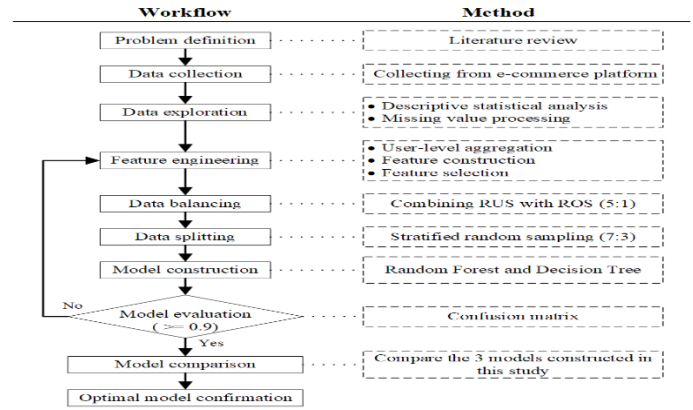 Workflow Method
Problem definition Literature review
Data collection Collecting from e-commerce platform
Data exploration
• Descriptive statistical analysis
• Missing value processing
Feature engineering
• User-level aggregation
• Feature construction
• Feature selection
Data balancing Combining RUS with ROS (5:1)
Data splitting Stratified random sampling (7:3)
Model construction Random Forest and Decision Tree
No
Model evaluation
( >= 0.9)
Confusion matrix
Yes
Model comparison
Compare the 3 models constructed in
this study
Optimal model confirmation